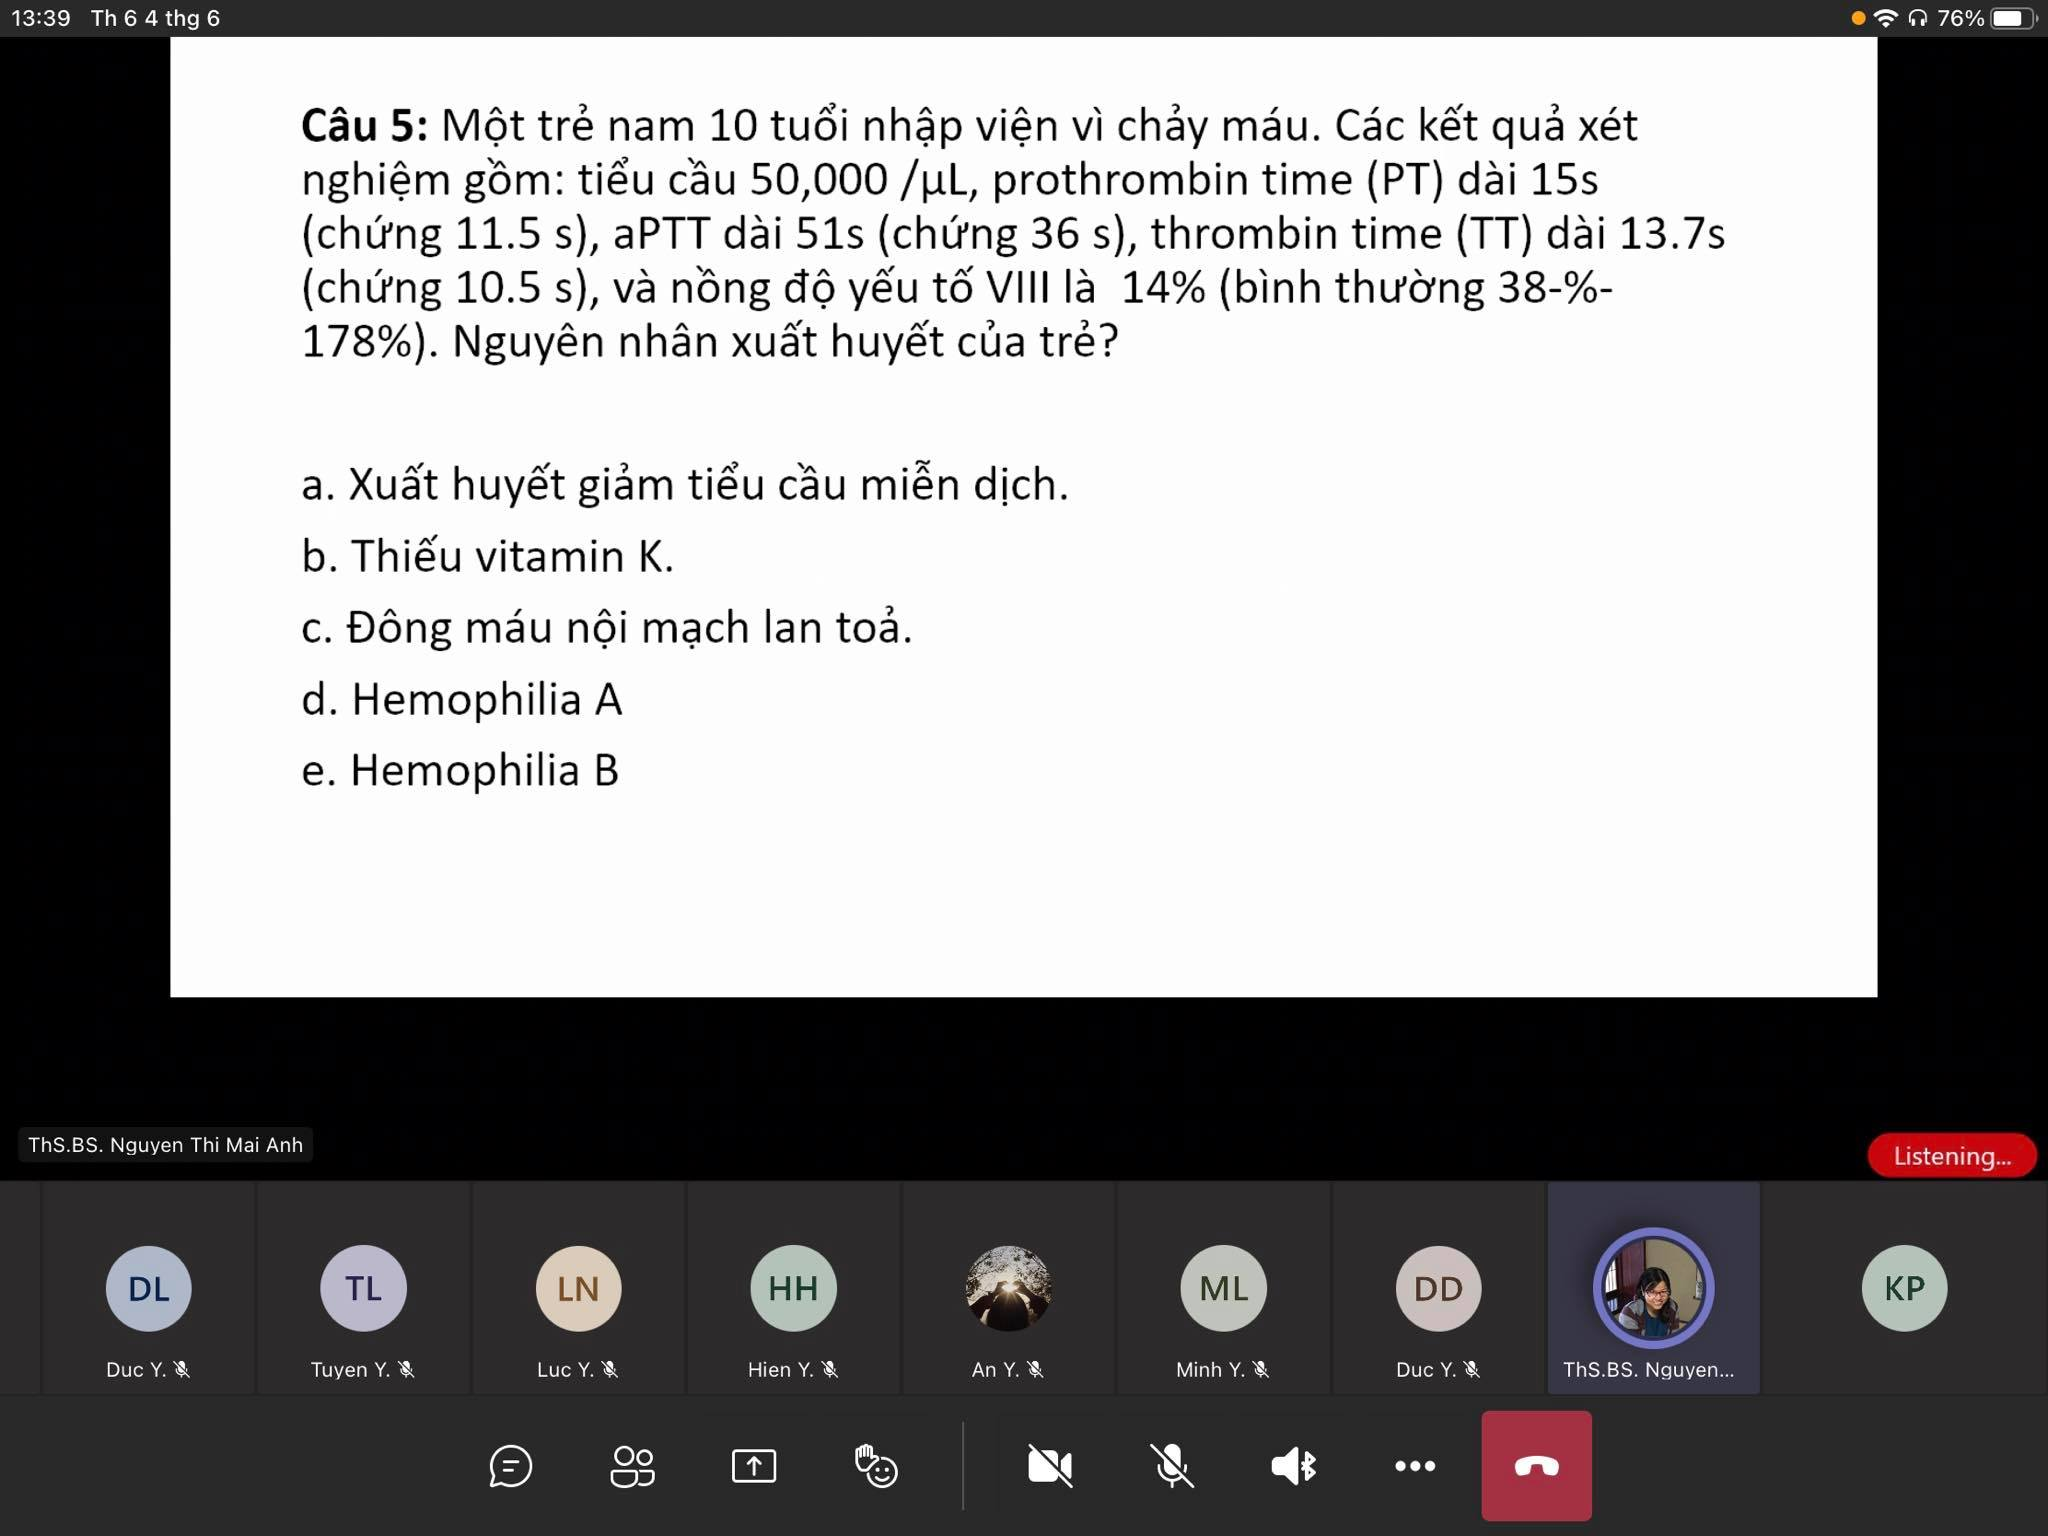 13:39 Th 6 4 thg 6
76%
Câu 5: Một trẻ nam 10 tuổi nhập viện vì chảy máu. Các kết quả xét
nghiệm gồm: tiểu cầu 50,000 /µL, prothrombin time (PT) dài 15s
(chứng 11.5 s), aPTT dài 51s (chứng 36 s), thrombin time (TT) dài 13.7s
(chứng 10.5 s), và nồng độ yếu tố VIII là 14% (bình thường 38-%-
178%). Nguyên nhân xuất huyết của trẻ?
a. Xuất huyết giảm tiểu cầu miễn dịch.
b. Thiếu vitamin K.
c. Đông máu nội mạch lan toả.
d. Hemophilia A
e. Hemophilia B
ThS.BS. Nguyen Thi Mai Anh
Listening...
DL TL LN HH ML DD KP
Duc Y. Tuyen Y. Luc Y. Hien Y. An Y. Minh Y. Duc Y. ThS.BS. Nguyen...